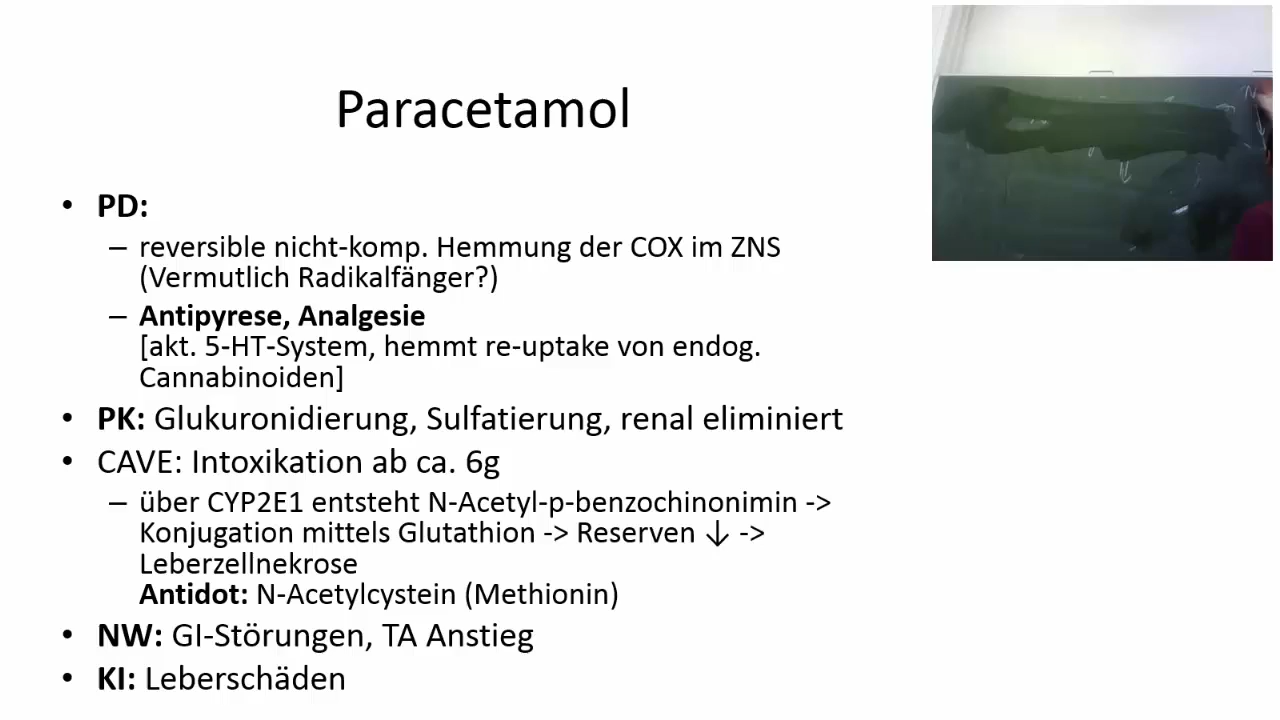 Paracetamol
• PD:
– reversible nicht-komp. Hemmung der COX im ZNS
(Vermutlich Radikalfänger?)
– Antipyrese, Analgesie
[akt. 5-HT-System, hemmt re-uptake von endog.
Cannabinoiden]
• PK: Glukuronidierung, Sulfatierung, renal eliminiert
• CAVE: Intoxikation ab ca. 6g
– über CYP2E1 entsteht N-Acetyl-p-benzochinonimin ->
Konjugation mittels Glutathion -> Reserven ↓ ->
Leberzellnekrose
Antidot: N-Acetylcystein (Methionin)
• NW: GI-Störungen, TA Anstieg
• KI: Leberschäden